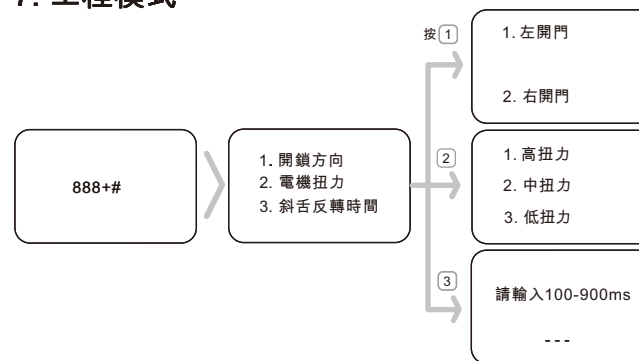 7. 工程模式
888+#
1. 開鎖方向
2. 電機扭力
3. 斜舌反轉時間
按 1
1. 左開門
2. 右開門
2
1. 高扭力
2. 中扭力
3. 低扭力
3
請輸入100-900ms
---